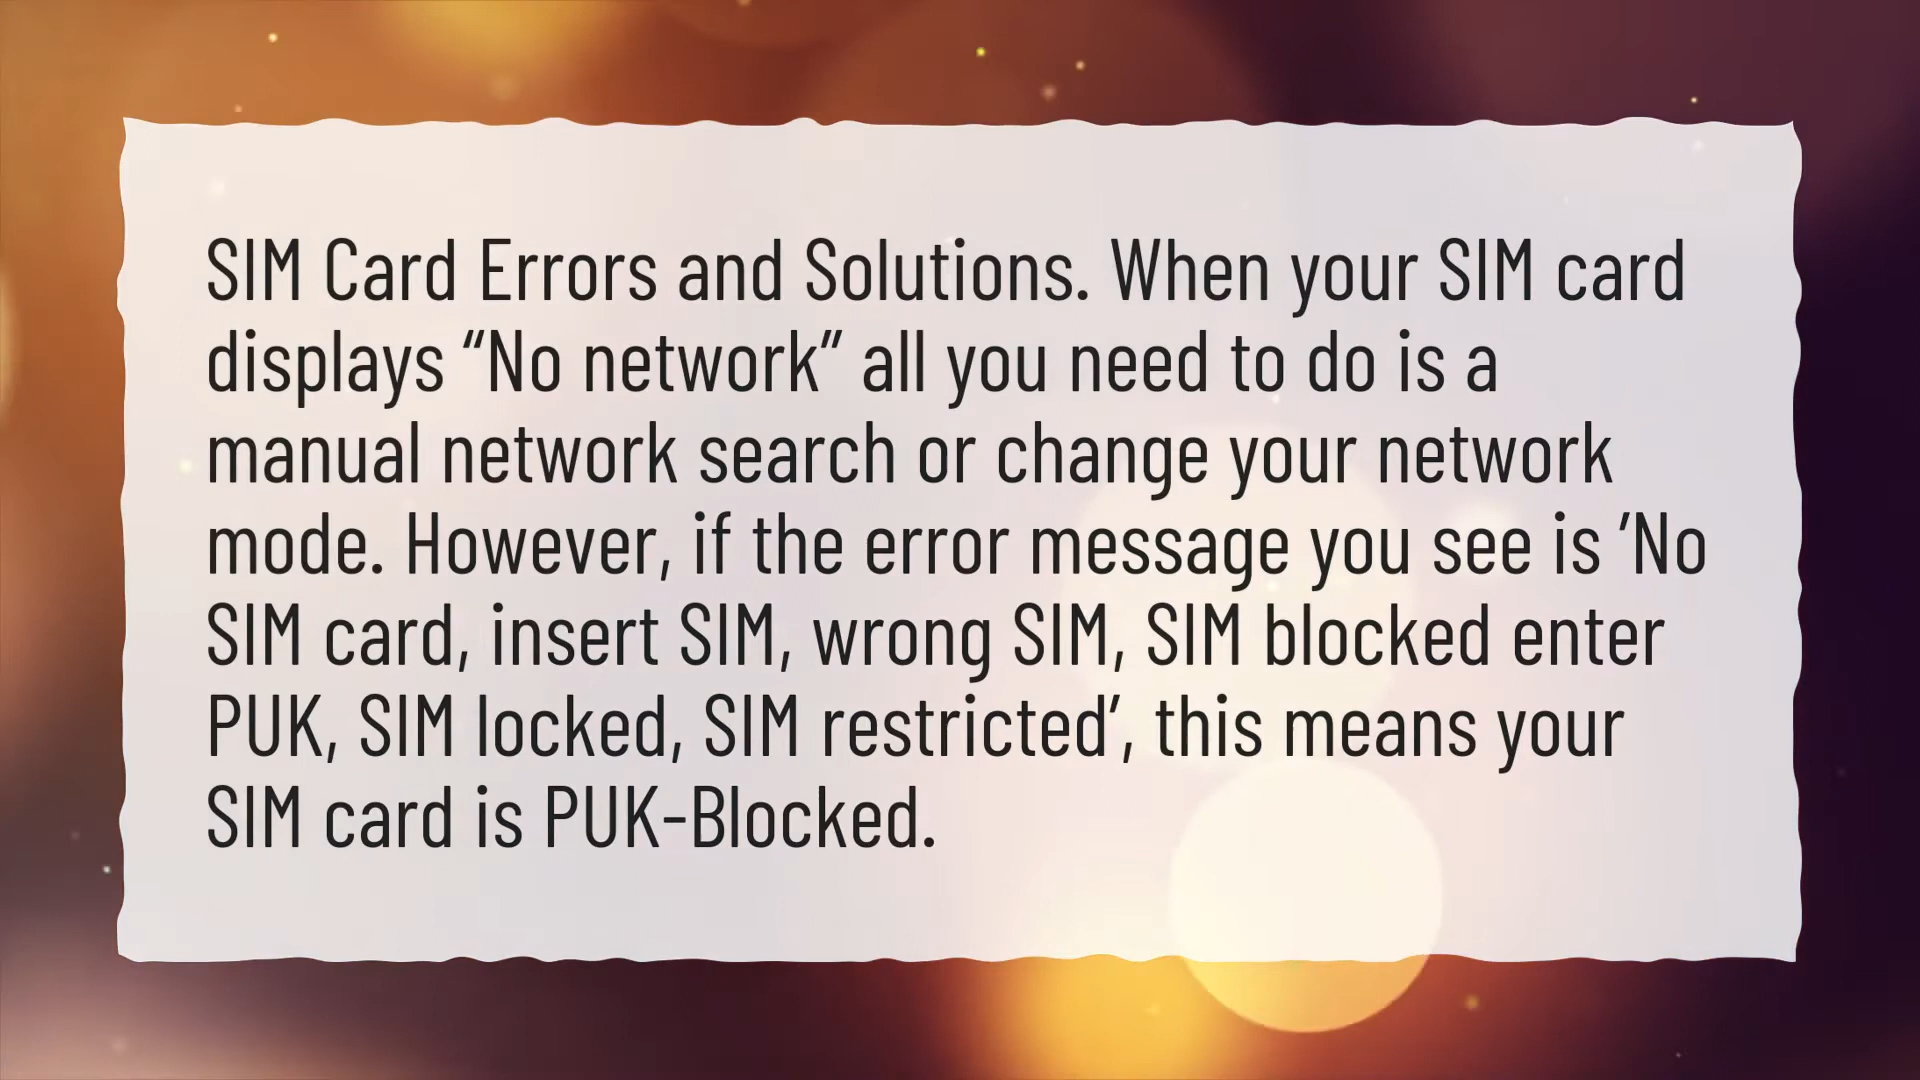 SIM Card Errors and Solutions. When your SIM card
displays “No network” all you need to do is a
manual network search or change your network
mode. However, if the error message you see is ‘No
SIM card, insert SIM, wrong SIM, SIM blocked enter
PUK, SIM locked, SIM restricted’, this means your
SIM card is PUK-Blocked.